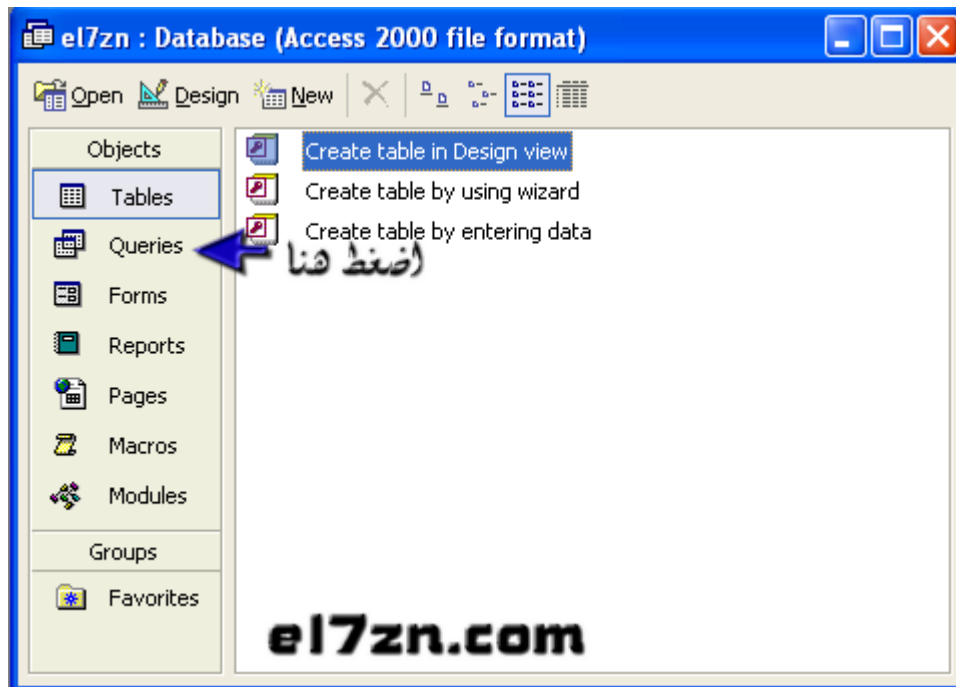 el7zn : Database (Access 2000 file format)
Open Design New
Objects
Tables
Queries
Forms
Reports
Pages
Macros
Modules
Groups
Favorites
Create table in Design view
Create table by using wizard
Create table by entering data
اضغط هنا
el7zn.com